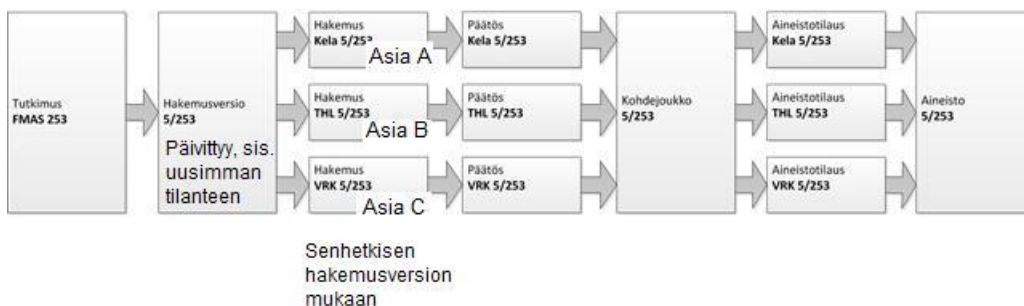 Tutkimus
FMAS 253
Hakemusversio
5/253
Päivittyy, sis.
uusimman
tilanteen
Hakemus
Kela 5/253
Asia A
Hakemus
THL 5/253
Asia B
Hakemus
VRK 5/253
Asia C
Senhetkisen
hakemusversion
mukaan
Päätös
Kela 5/253
Päätös
THL 5/253
Päätös
VRK 5/253
Kohdejoukko
5/253
Aineistotilaus
Kela 5/253
Aineistotilaus
THL 5/253
Aineistotilaus
VRK 5/253
Aineisto
5/253